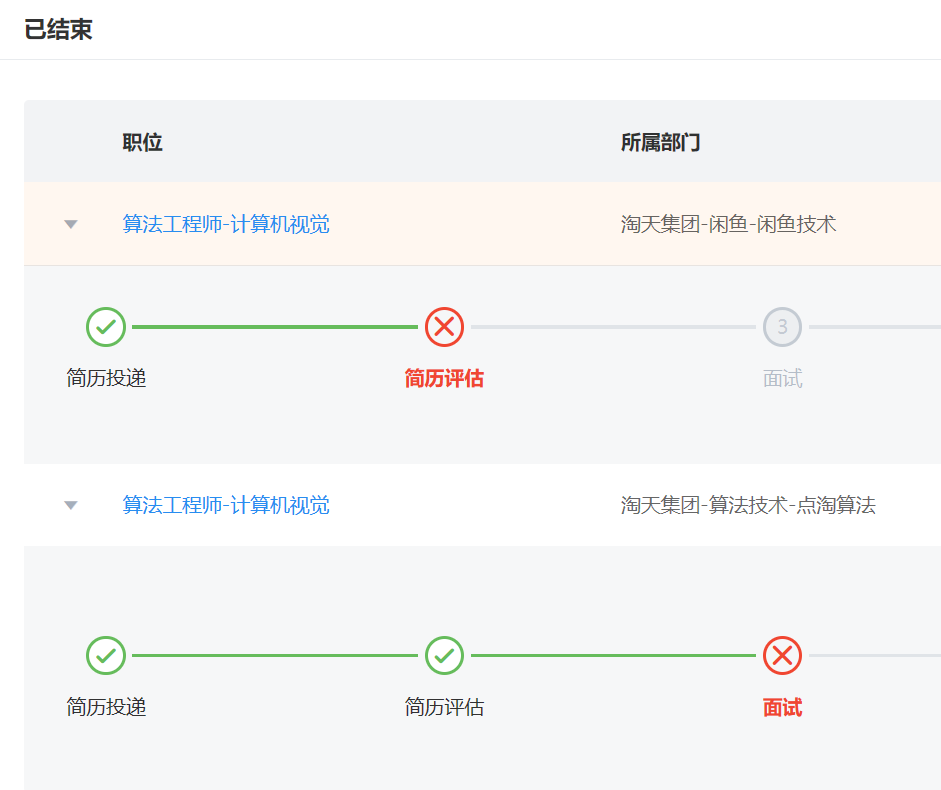 已结束
职位 所属部门
算法工程师-计算机视觉 淘天集团-闲鱼-闲鱼技术
3
简历投递 简历评估 面试
算法工程师-计算机视觉 淘天集团-算法技术-点淘算法
简历投递 简历评估 面试